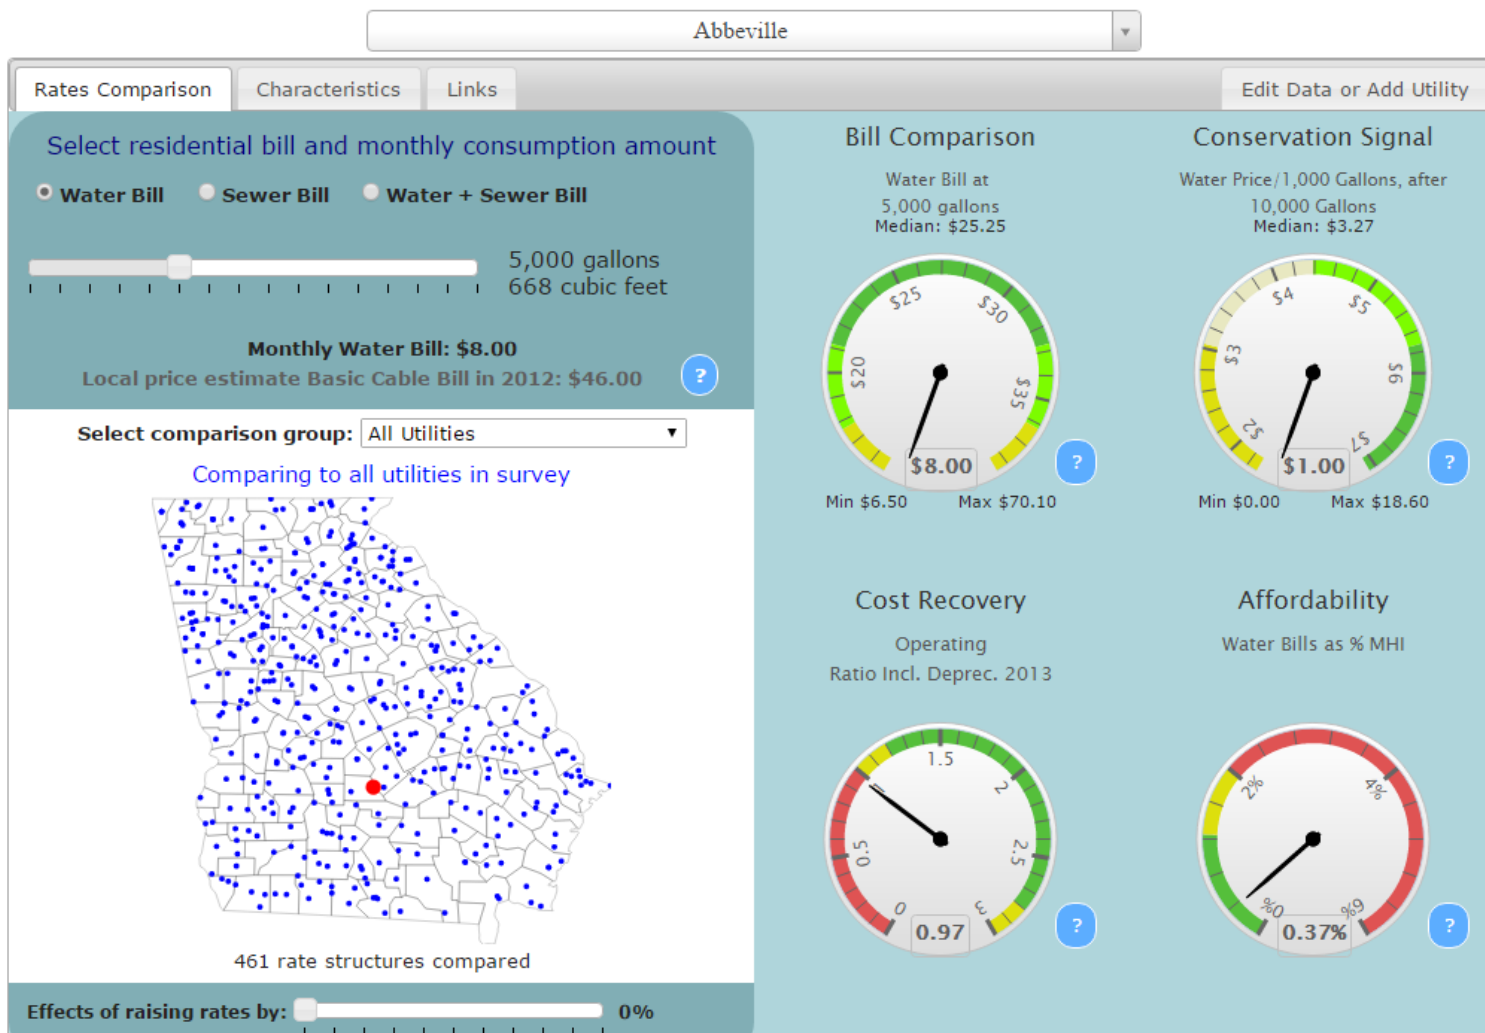 Abbeville
Rates Comparison
Characteristics
Links
Edit Data or Add Utility
Select residential bill and monthly consumption amount
Water Bill
Sewer Bill
Water + Sewer Bill
5,000 gallons
668 cubic feet
Monthly Water Bill: $8.00
Local price estimate Basic Cable Bill in 2012: $46.00
?
Select comparison group: All Utilities
Comparing to all utilities in survey
461 rate structures compared
Effects of raising rates by:
0%
Bill Comparison
Water Bill at
5,000 gallons
Median: $25.25
$20
$25
$30
$35
$8.00
?
Min $6.50
Max $70.10
Conservation Signal
Water Price/1,000 Gallons, after
10,000 Gallons
Median: $3.27
$2
$3
$4
$5
$6
$7
$1.00
?
Min $0.00
Max $18.60
Cost Recovery
Operating
Ratio Incl. Deprec. 2013
0
0.5
1
1.5
2
2.5
3
0.97
?
Affordability
Water Bills as % MHI
0%
2%
4%
6%
0.37%
?